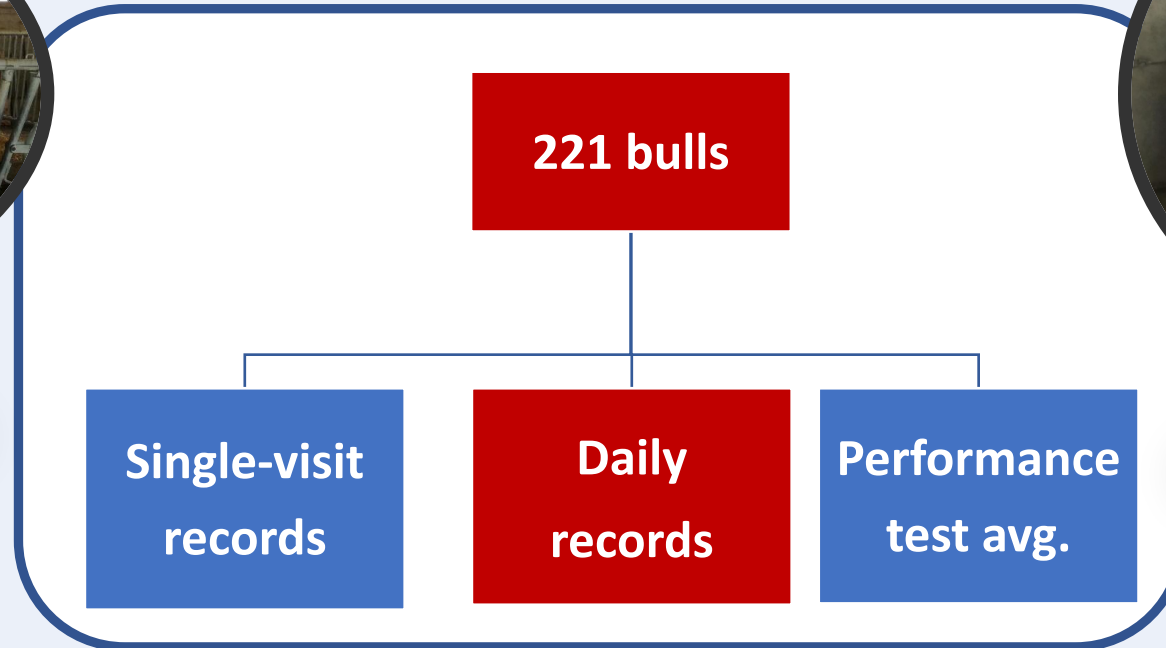 221 bulls
Single-visit
records
Daily
records
Performance
test avg.